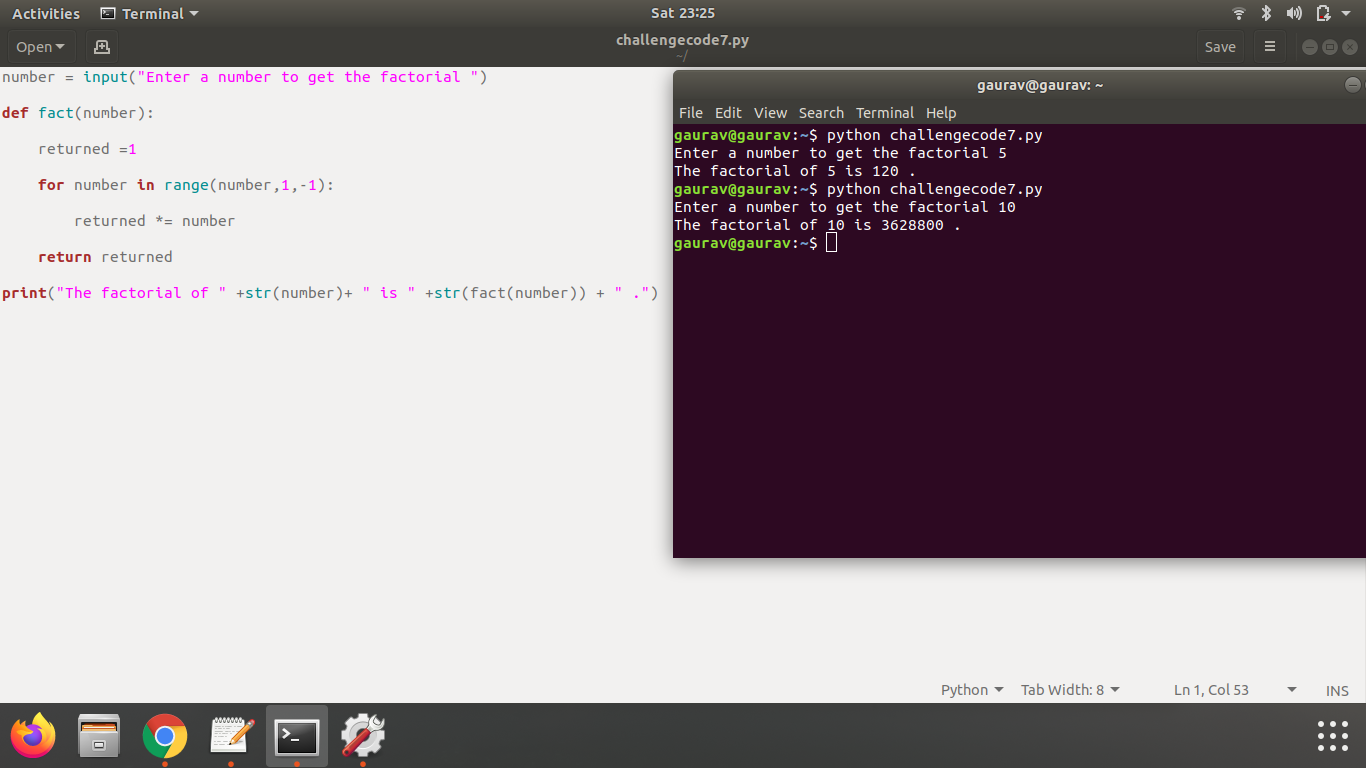 Activities Terminal Sat 23:25
Open challengecode7.py Save
~/
number = input("Enter a number to get the factorial ")
def fact(number):
returned =1
for number in range(number,1,-1):
returned *= number
return returned
print("The factorial of " +str(number)+ " is " +str(fact(number)) + " .")
gaurav@gaurav: ~
File Edit View Search Terminal Help
gaurav@gaurav:~$ python challengecode7.py
Enter a number to get the factorial 5
The factorial of 5 is 120 .
gaurav@gaurav:~$ python challengecode7.py
Enter a number to get the factorial 10
The factorial of 10 is 3628800 .
gaurav@gaurav:~$
Python Tab Width: 8 Ln 1, Col 53 INS